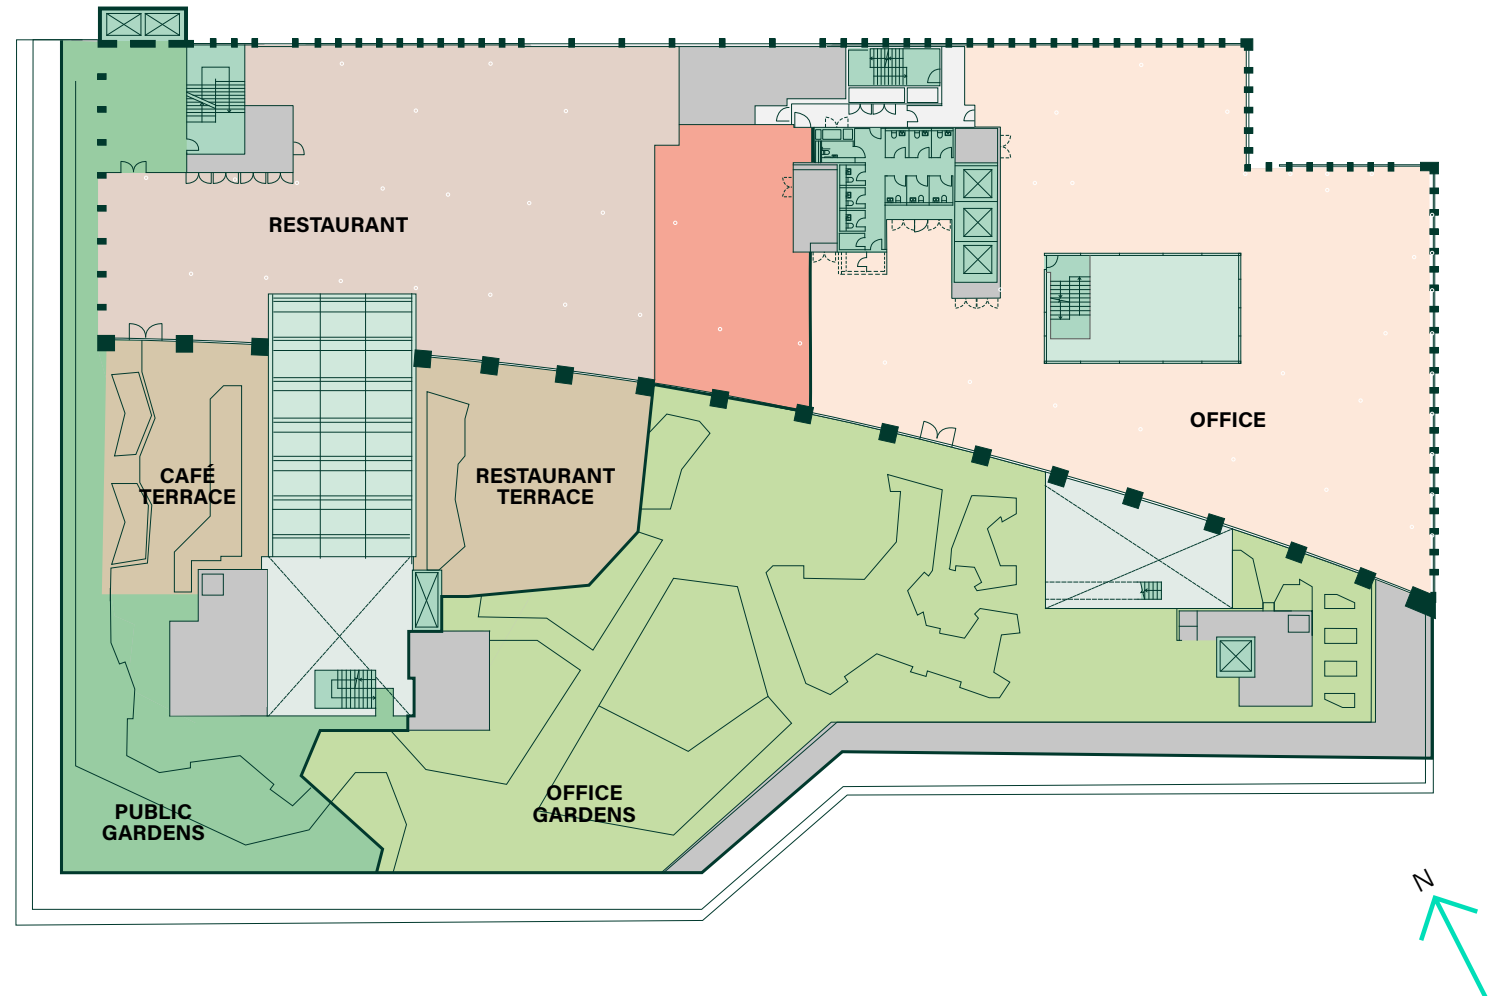 RESTAURANT
OFFICE
CAFÉ
TERRACE
RESTAURANT
TERRACE
OFFICE
GARDENS
PUBLIC
GARDENS
N